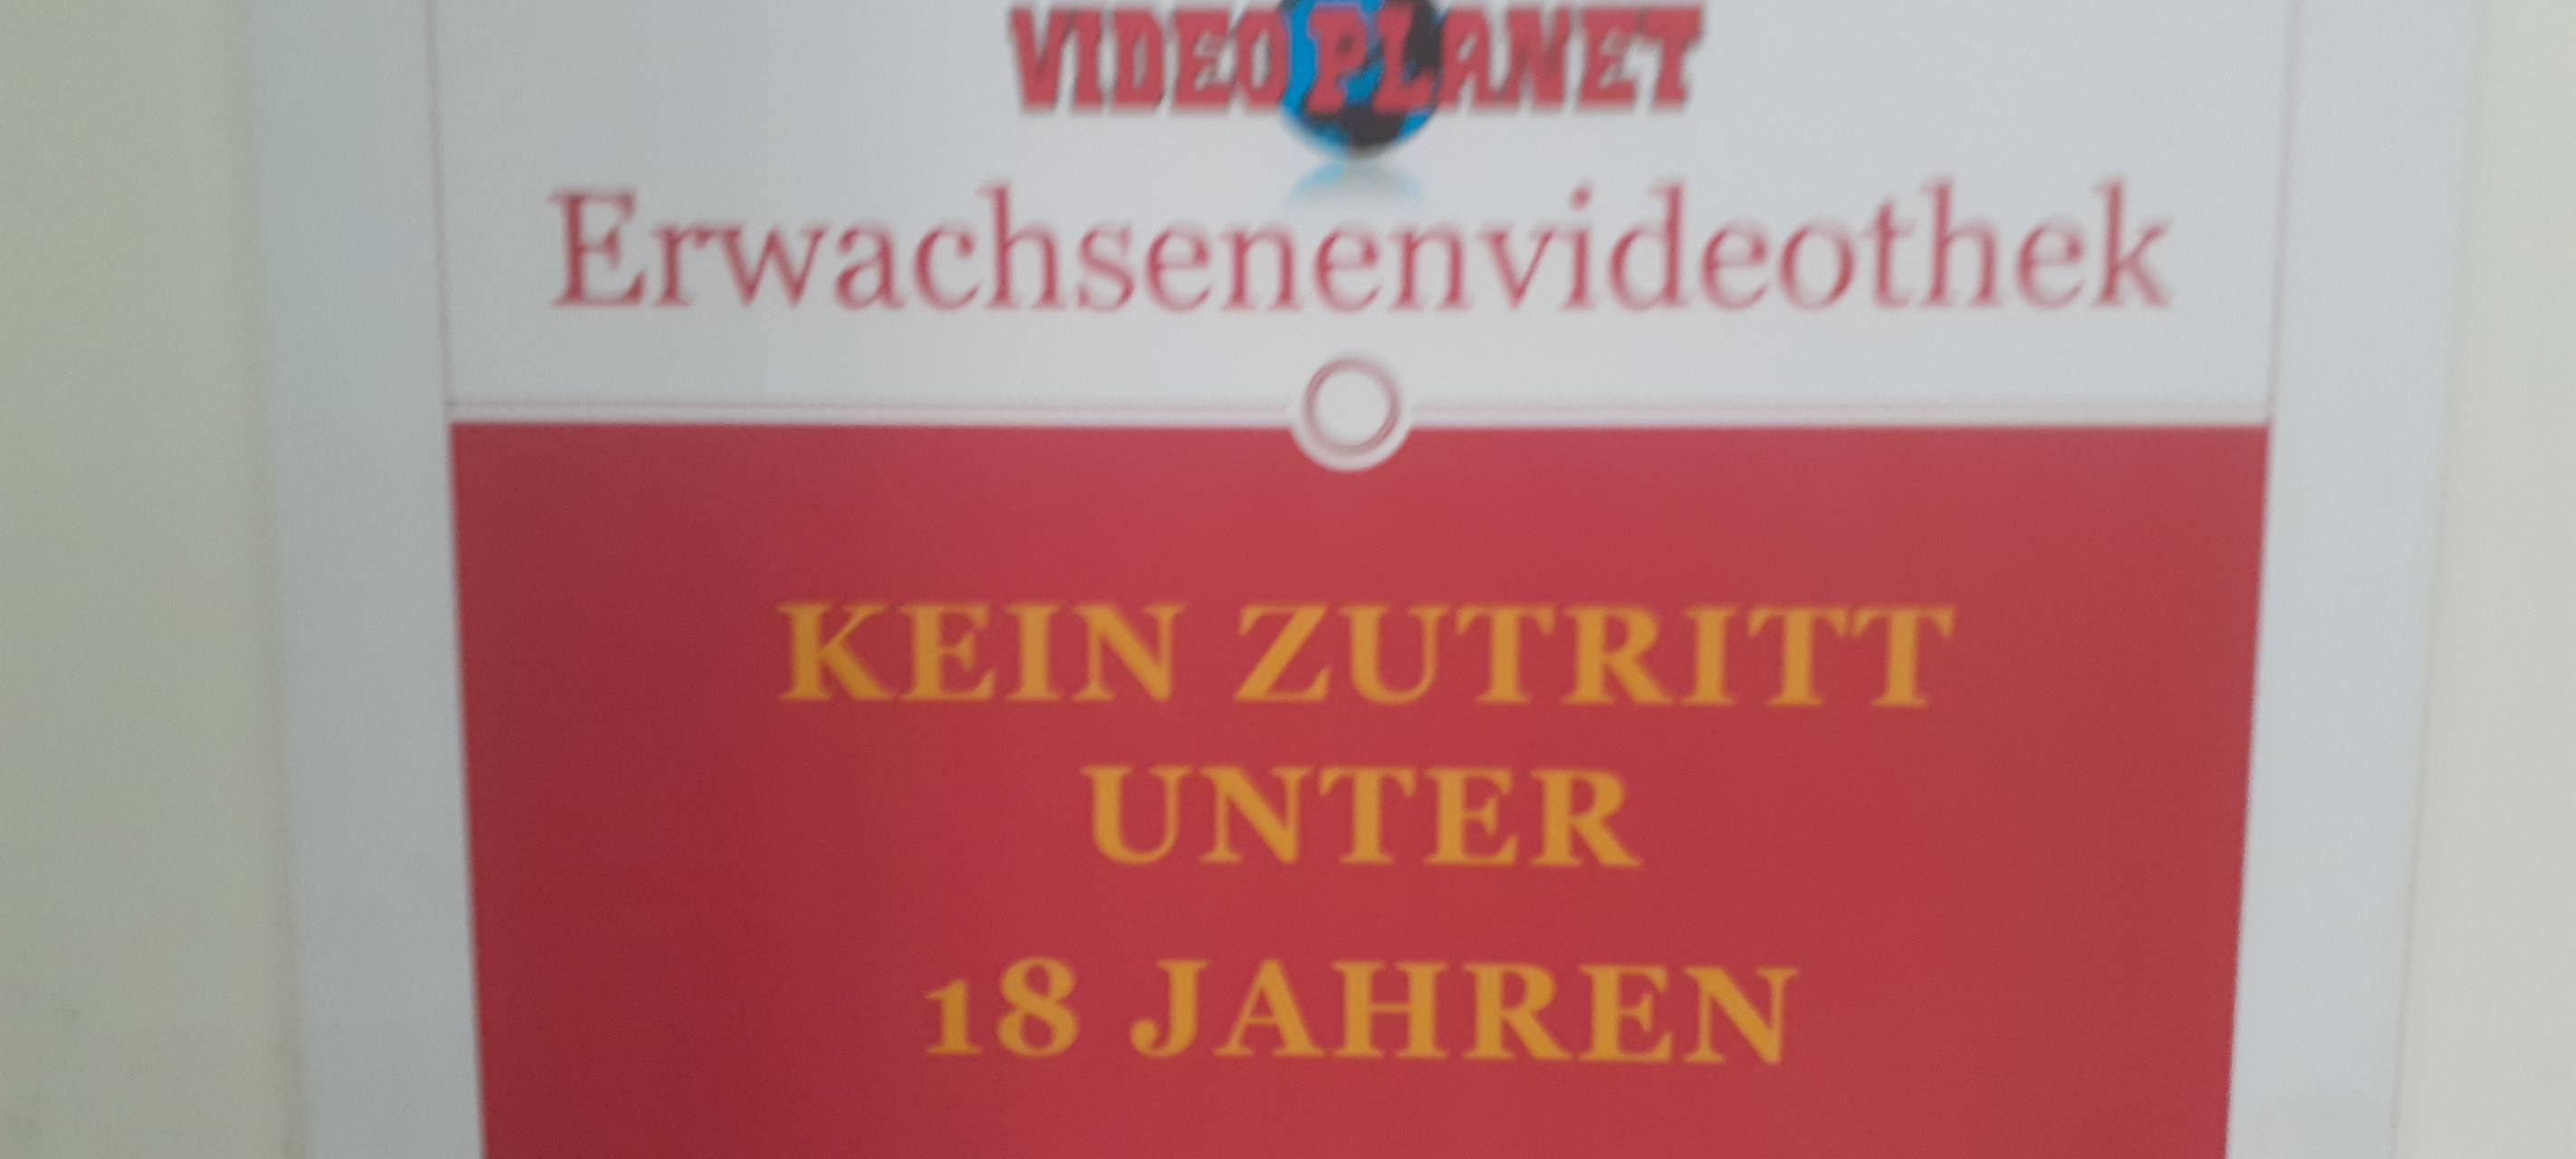 VIDEO PLANET
Erwachsenenvideothek
KEIN ZUTRITT
UNTER
18 JAHREN